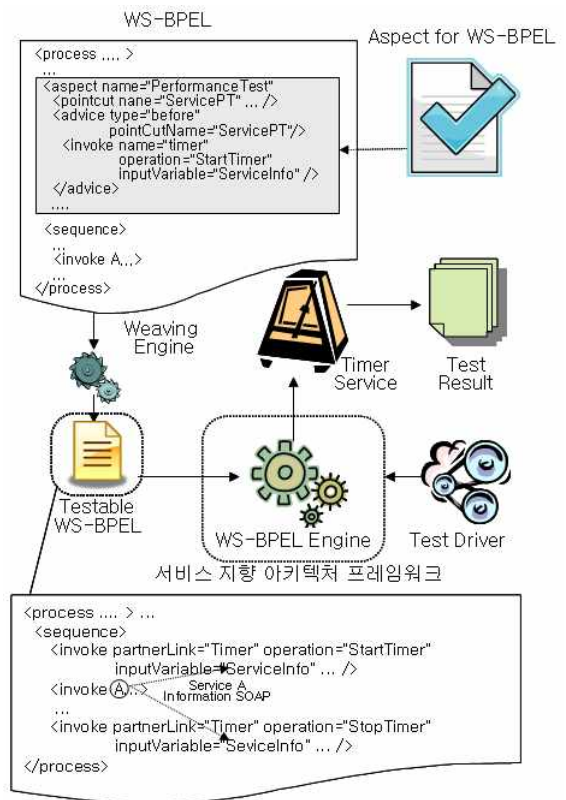 WS-BPEL
Aspect for WS-BPEL
<process .... >
...
<aspect name="PerformanceTest"
<pointcut nane="ServicePT" ... />
<advice type="before"
pointCutName="ServicePT"/>
<invoke name="timer"
operation="StartTimer"
inputVariable="ServiceInfo" />
</advice>
....
<sequence>
...
<invoke A...>
...
</process>
Weaving
Engine
Timer
Service
Test
Result
Testable
WS-BPEL
WS-BPEL Engine
Test Driver
서비스 지향 아키텍처 프레임워크
<process .... > ...
<sequence>
<invoke partnerLink="Timer" operation="StartTimer"
inputVariable="ServiceInfo" ... />
<invoke A...>
Service A
Information SOAP
...
<invoke partnerLink="Timer" operation="StopTimer"
inputVariable="SeviceInfo" ... />
</process>